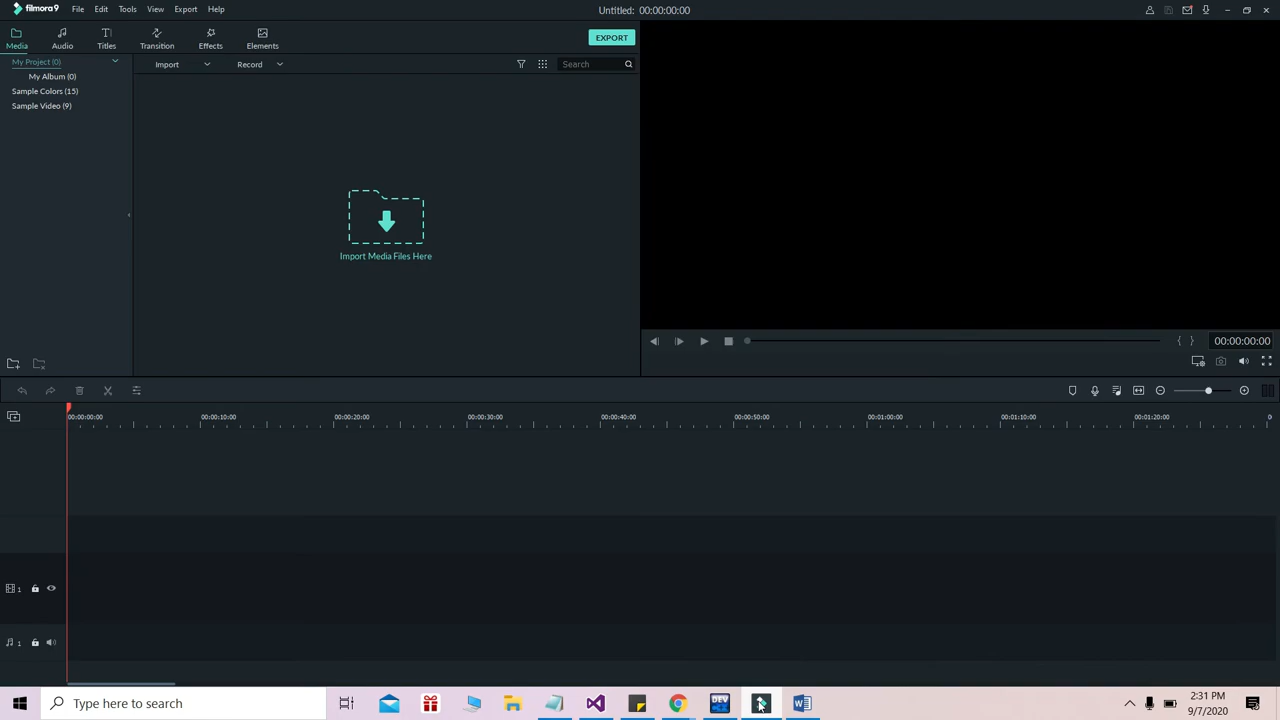 filmora9 File Edit Tools View Export Help Untitled: 00:00:00:00
Media Audio Titles Transition Effects Elements EXPORT
My Project (0) Import Record Search
My Album (0)
Sample Colors (15)
Sample Video (9)
Import Media Files Here
{ } 00:00:00:00
00:00:00:00 00:00:10:00 00:00:20:00 00:00:30:00 00:00:40:00 00:00:50:00 00:01:00:00 00:01:10:00 00:01:20:00
1
1
Type here to search DEV 2:31 PM
9/7/2020